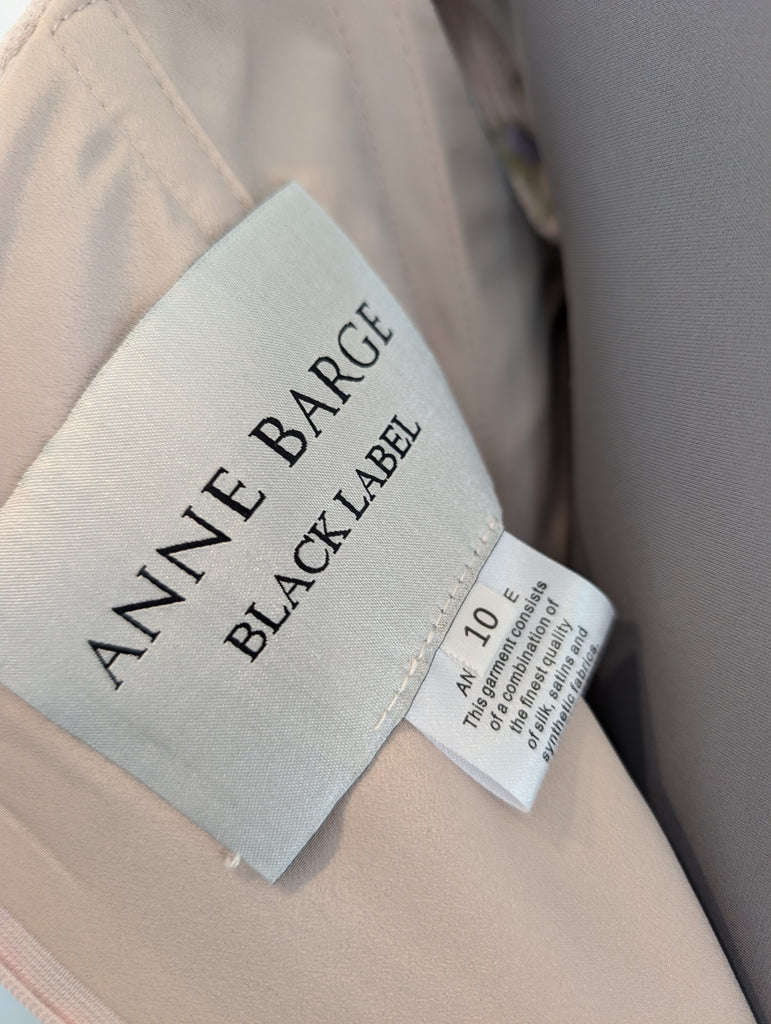 ANNE BARGE
BLACK LABEL
10
AN E
This garment consists
of a combination of
the finest quality
of silk, satins and
synthetic fabrics.